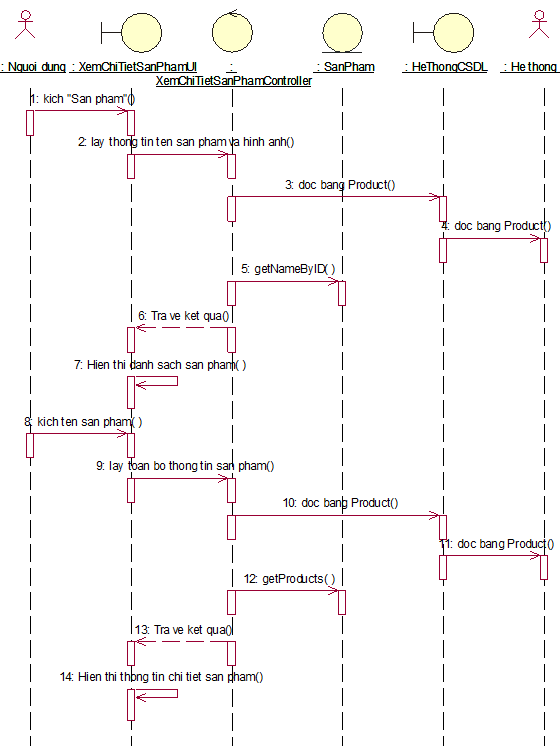 : Nguoi dung : XemChiTietSanPhamUI : : SanPham : HeThongCSDL : He thong
XemChiTietSanPhamController
1: kich "San pham"()
2: lay thong tin ten san pham va hinh anh()
3: doc bang Product()
4: doc bang Product()
5: getNameByID( )
6: Tra ve ket qua()
7: Hien thi danh sach san pham( )
8: kich ten san pham( )
9: lay toan bo thong tin san pham()
10: doc bang Product()
11: doc bang Product()
12: getProducts( )
13: Tra ve ket qua()
14: Hien thi thong tin chi tiet san pham()